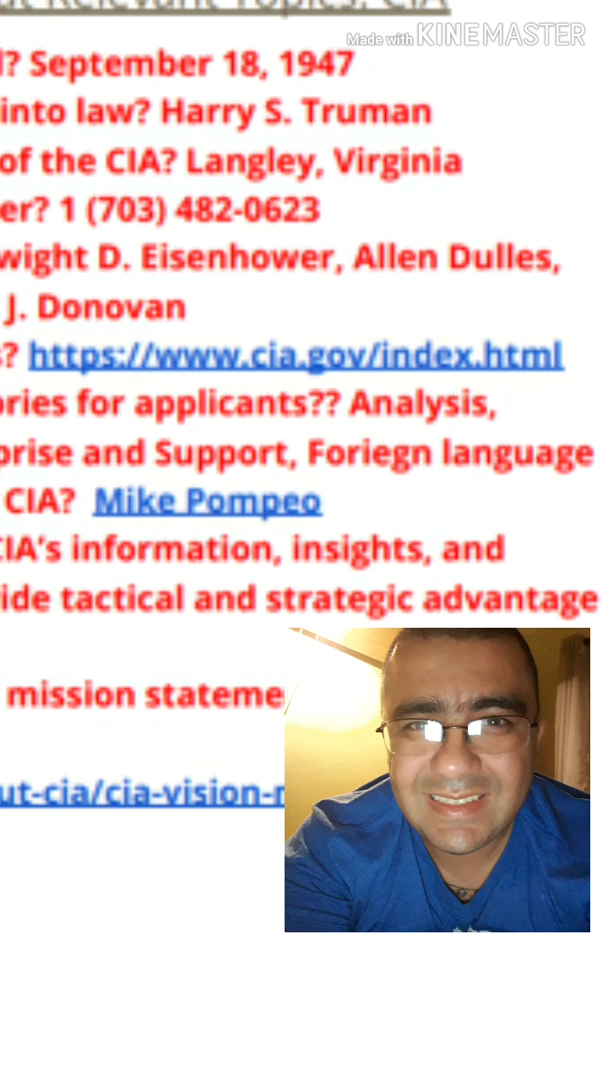 Relevant Topics: CIA
Made with KINEMASTER
? September 18, 1947
into law? Harry S. Truman
of the CIA? Langley, Virginia
er? 1 (703) 482-0623
wight D. Eisenhower, Allen Dulles,
J. Donovan
s? https://www.cia.gov/index.html
ories for applicants?? Analysis,
prise and Support, Foriegn language
CIA? Mike Pompeo
CIA's information, insights, and
ide tactical and strategic advantage
mission stateme
ut-cia/cia-vision-